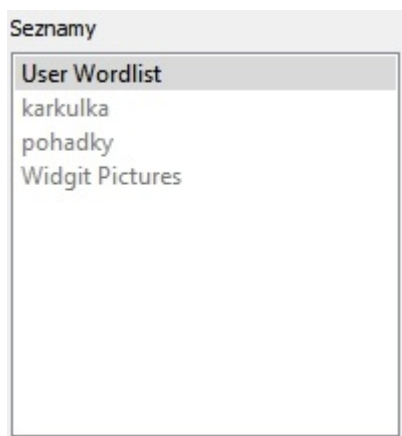 Seznamy
User Wordlist
karkulka
pohadky
Widgit Pictures